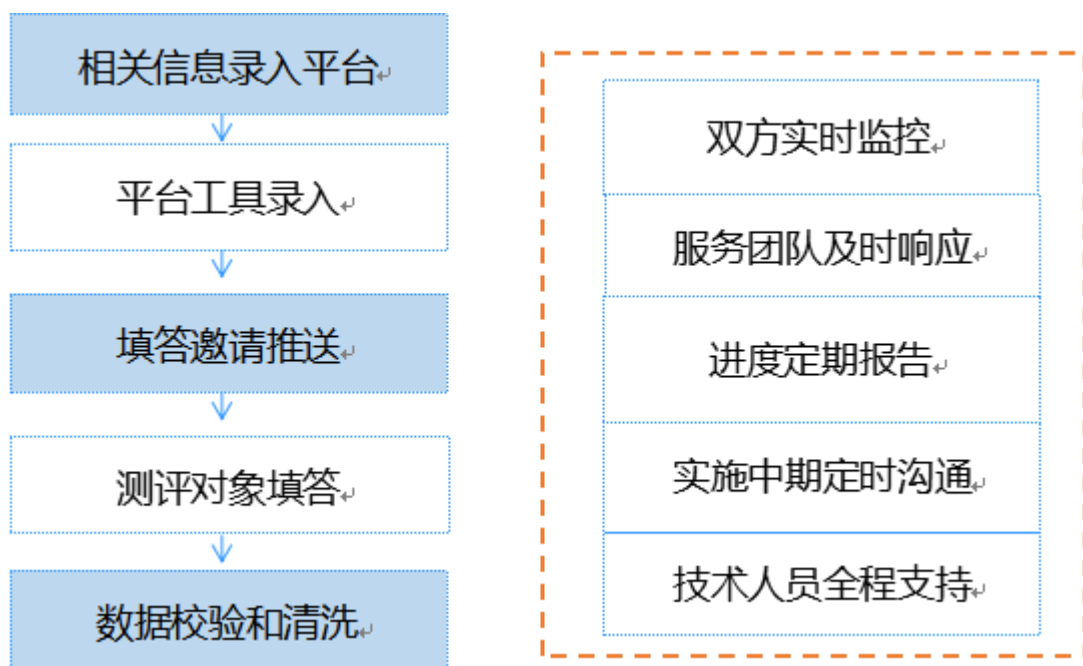 相关信息录入平台
平台工具录入
填答邀请推送
测评对象填答
数据校验和清洗
双方实时监控
服务团队及时响应
进度定期报告
实施中期定时沟通
技术人员全程支持